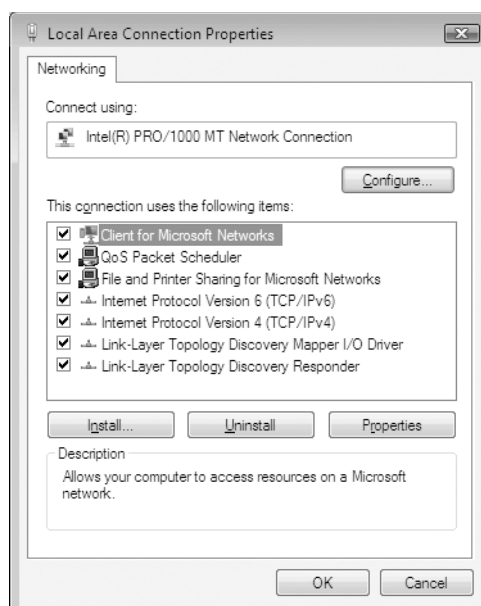 Local Area Connection Properties
Networking
Connect using:
Intel(R) PRO/1000 MT Network Connection
Configure...
This connection uses the following items:
Client for Microsoft Networks
QoS Packet Scheduler
File and Printer Sharing for Microsoft Networks
Internet Protocol Version 6 (TCP/IPv6)
Internet Protocol Version 4 (TCP/IPv4)
Link-Layer Topology Discovery Mapper I/O Driver
Link-Layer Topology Discovery Responder
Install...
Uninstall
Properties
Description
Allows your computer to access resources on a Microsoft
network.
OK
Cancel